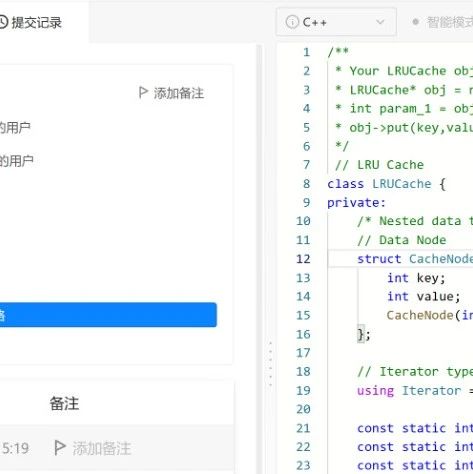 提交记录
添加备注
的用户
的用户
备注
5:19 添加备注
C++
智能模式
1 /**
2 * Your LRUCache obj
3 * LRUCache* obj = n
4 * int param_1 = obj
5 * obj->put(key,valu
6 */
7 // LRU Cache
8 class LRUCache {
9 private:
10 /* Nested data t
11 // Data Node
12 struct CacheNode
13 int key;
14 int value;
15 CacheNode(in
16 };
17
18 // Iterator type
19 using Iterator =
20
21 const static int
22 const static int
23 const static int